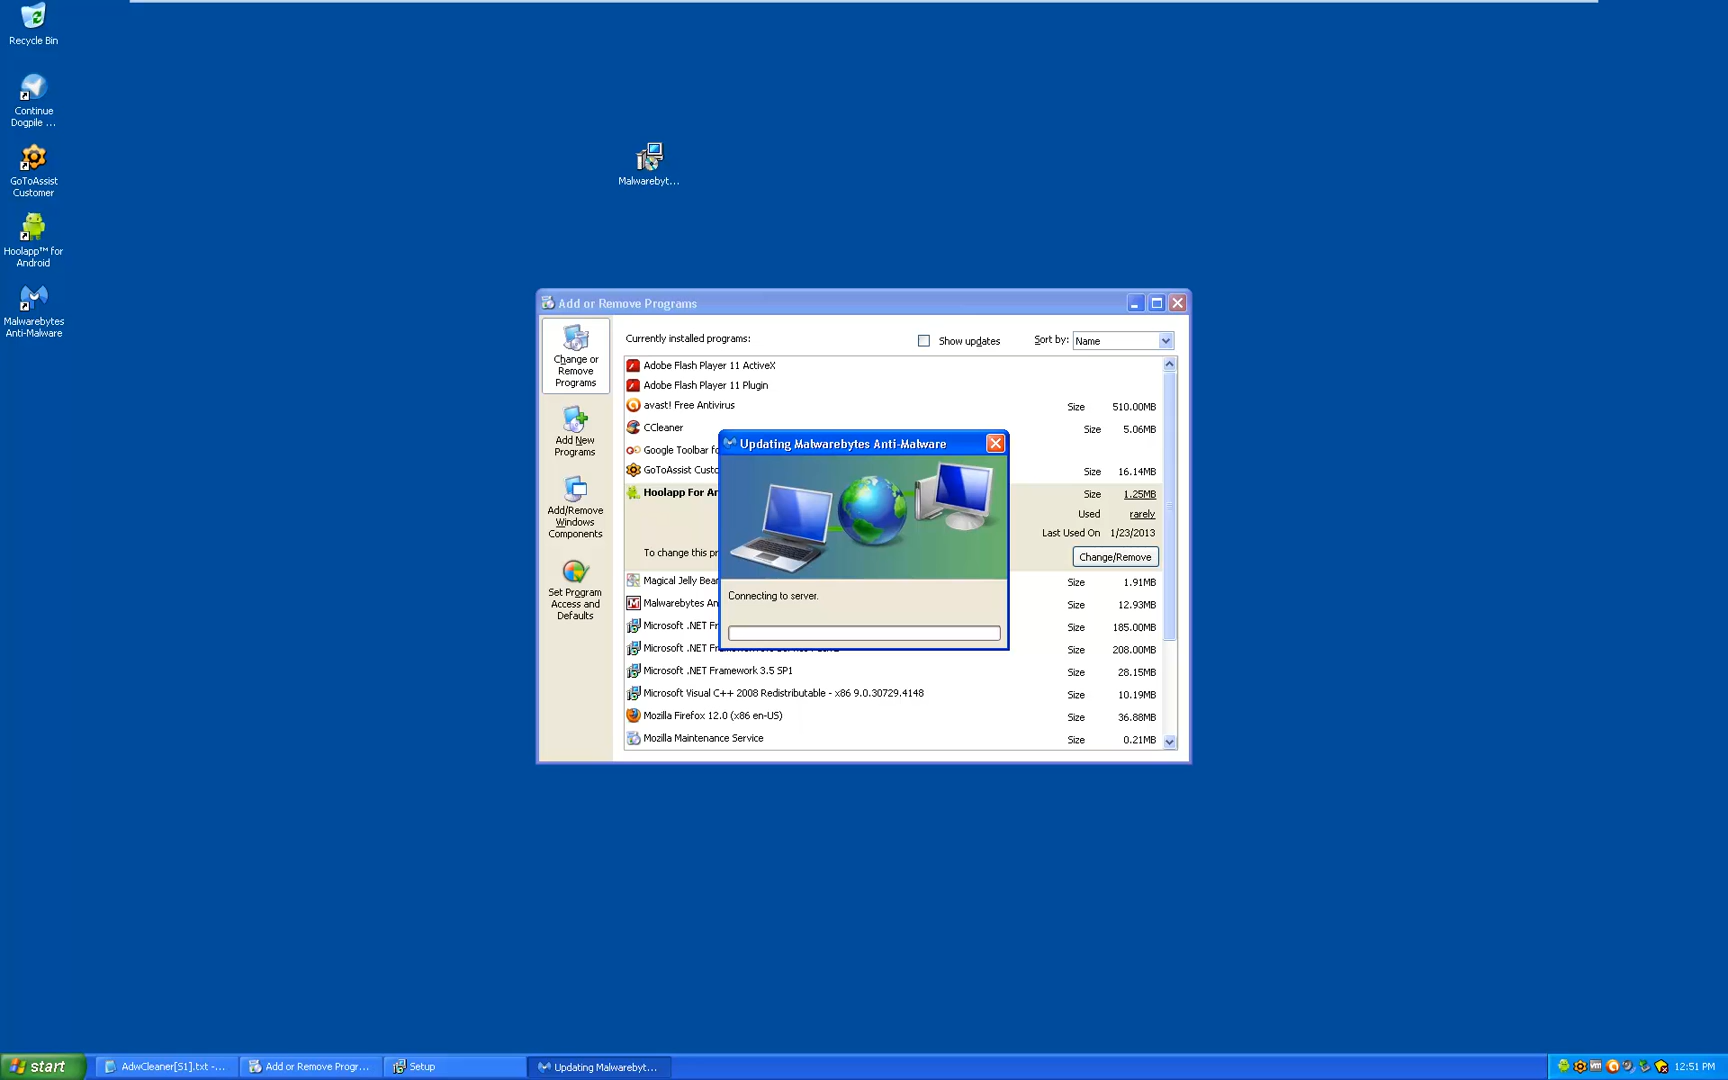 Recycle Bin
Continue
Dogpile ...
GoToAssist
Customer
Hoolapp™ for
Android
Malwarebytes
Anti-Malware
Malwarebyt...
Add or Remove Programs
Change or
Remove
Programs
Add New
Programs
Add/Remove
Windows
Components
Set Program
Access and
Defaults
Currently installed programs:
Show updates
Sort by:
Name
Adobe Flash Player 11 ActiveX
Adobe Flash Player 11 Plugin
avast! Free Antivirus
Size 510.00MB
CCleaner
Size 5.06MB
Google Toolbar fo
GoToAssist Custo
Size 16.14MB
Hoolapp For An
Size 1.25MB
Used rarely
Last Used On 1/23/2013
To change this pr
Change/Remove
Magical Jelly Bear
Size 1.91MB
Malwarebytes An
Size 12.93MB
Microsoft .NET Fr
Size 185.00MB
Microsoft .NET
Size 208.00MB
Microsoft .NET Framework 3.5 SP1
Size 28.15MB
Microsoft Visual C++ 2008 Redistributable - x86 9.0.30729.4148
Size 10.19MB
Mozilla Firefox 12.0 (x86 en-US)
Size 36.88MB
Mozilla Maintenance Service
Size 0.21MB
Updating Malwarebytes Anti-Malware
Connecting to server.
start
AdwCleaner[S1].txt -...
Add or Remove Progr...
Setup
Updating Malwarebyt...
12:51 PM